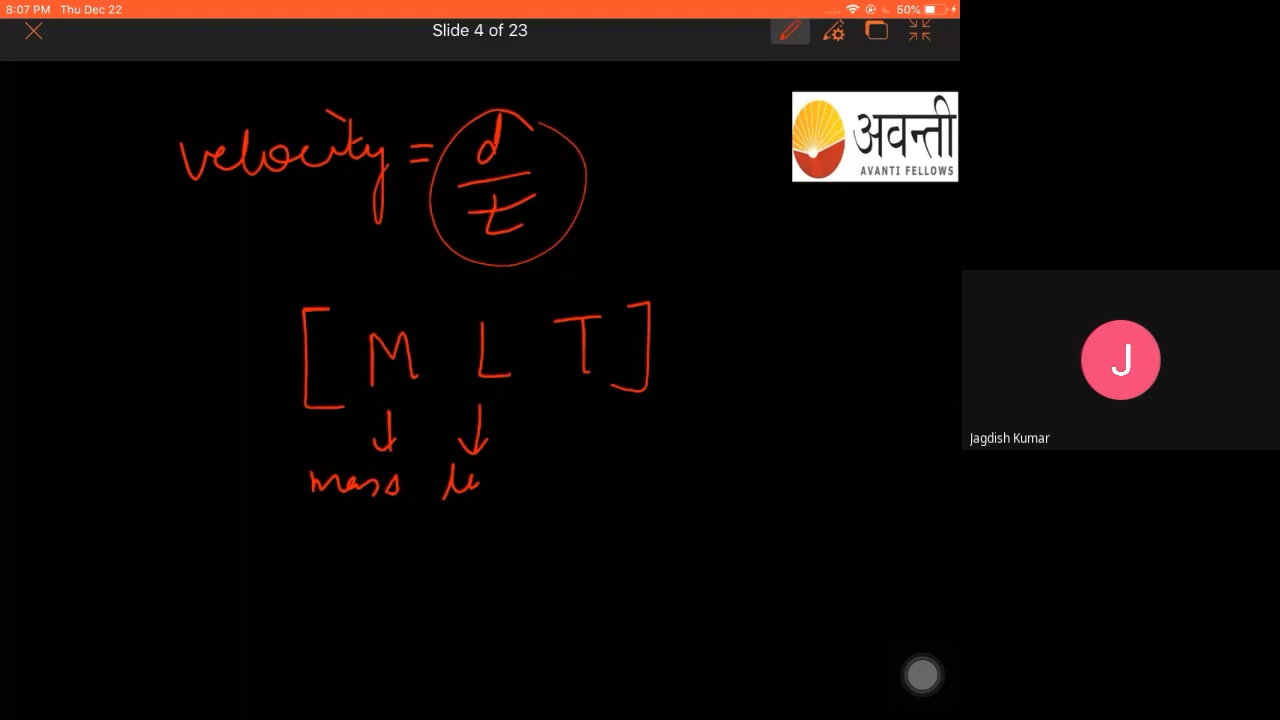 8:07 PM Thu Dec 22
50%
Slide 4 of 23
velocity = d/t
अवन्ती
AVANTI FELLOWS
[ M L T ]
↓ ↓
mass
J
Jagdish Kumar